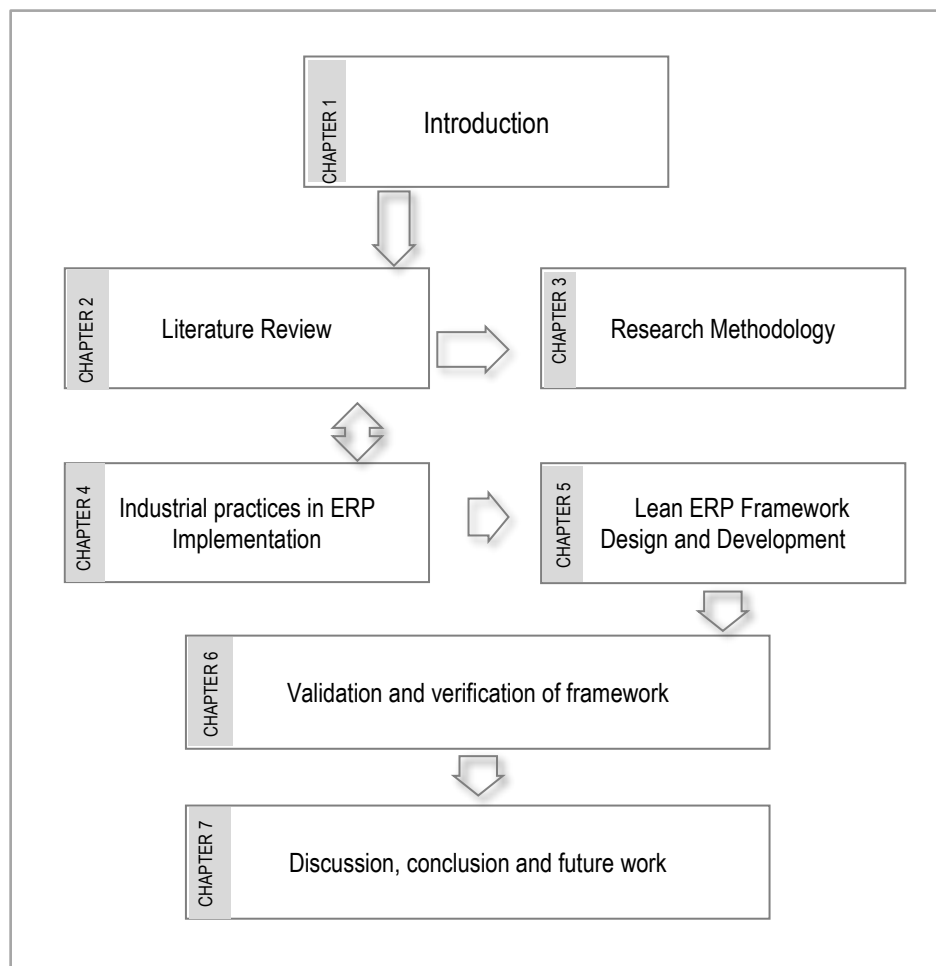 CHAPTER 1
Introduction
CHAPTER 2
Literature Review
CHAPTER 3
Research Methodology
CHAPTER 4
Industrial practices in ERP
Implementation
CHAPTER 5
Lean ERP Framework
Design and Development
CHAPTER 6
Validation and verification of framework
CHAPTER 7
Discussion, conclusion and future work